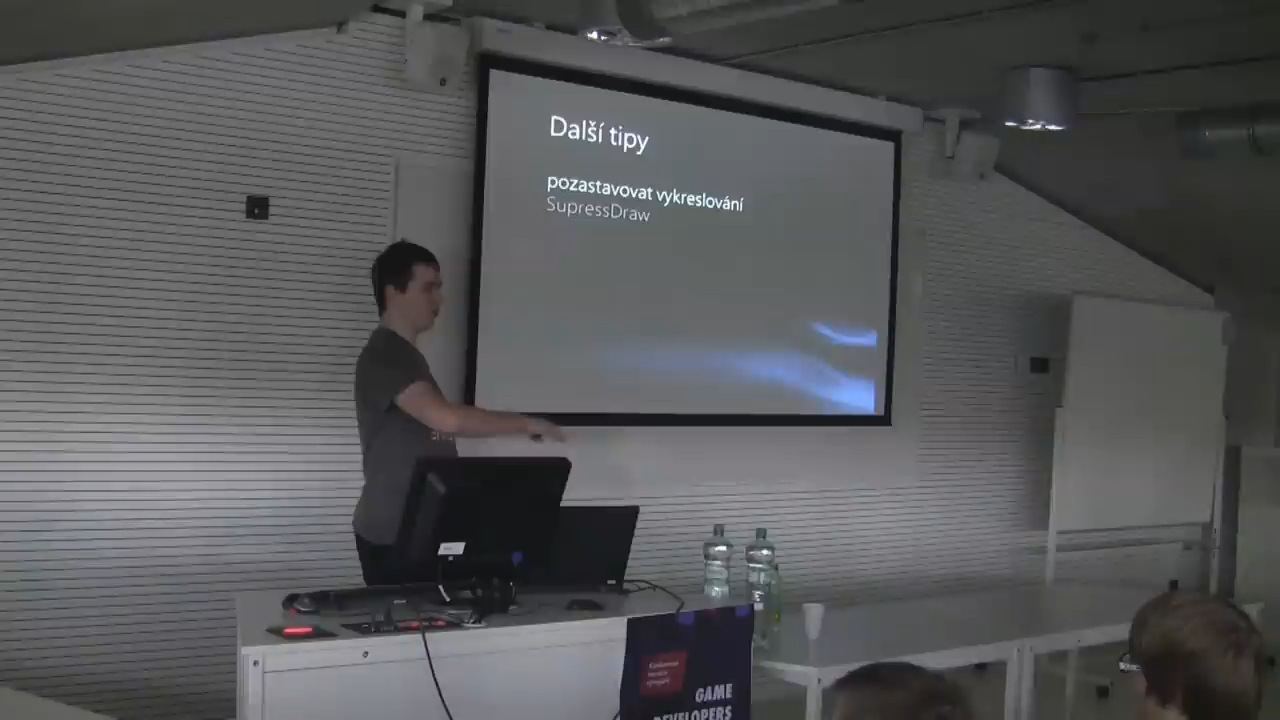 Další tipy
pozastavovat vykreslování
SupressDraw
GAME
DEVELOPERS